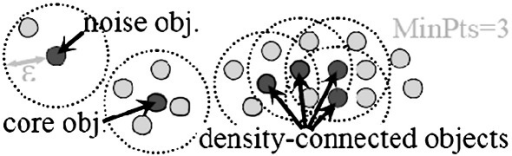 noise obj.
MinPts=3
ε
core obj.
density-connected objects